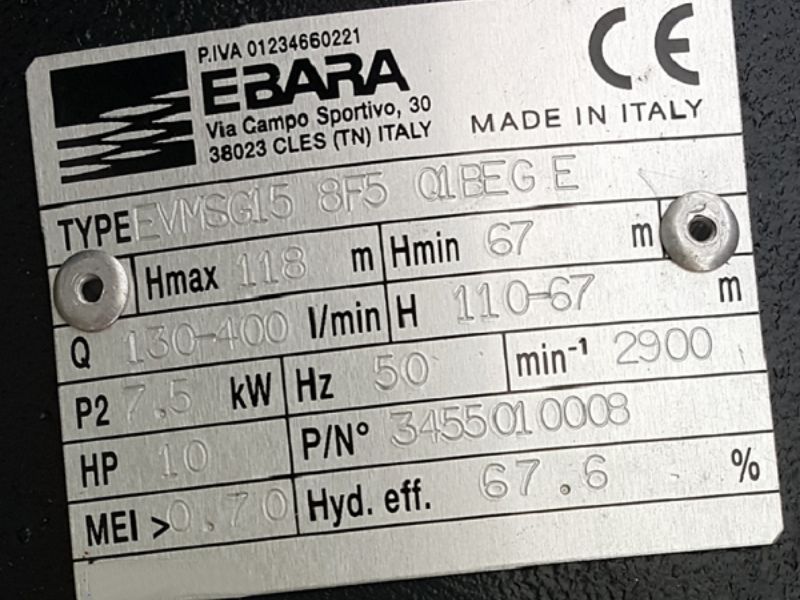 P.IVA 01234660221
EBARA
Via Campo Sportivo, 30
38023 CLES (TN) ITALY
CE
MADE IN ITALY
TYPE EVMSG15 8F5 Q1BEG E
Hmax 118 m Hmin 67 m
Q 130-400 l/min H 110-67 m
P2 7.5 kW Hz 50 min⁻¹ 2900
HP 10 P/N° 3455010008
MEI >0.70 Hyd. eff. 67.6 %